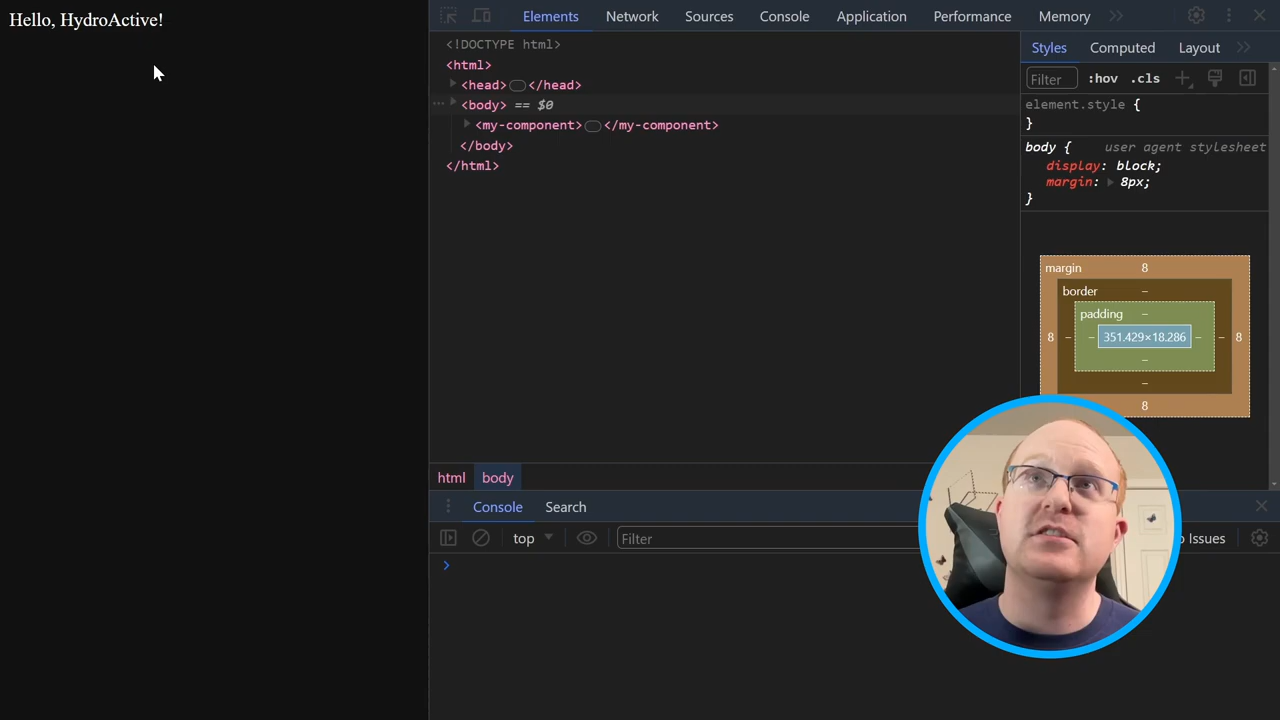 Hello, HydroActive!
Elements Network Sources Console Application Performance Memory
<!DOCTYPE html>
<html>
<head> </head>
<body> == $0
<my-component> </my-component>
</body>
</html>
html body
Styles Computed Layout
Filter :hov .cls
element.style {
}
body { user agent stylesheet
display: block;
margin: 8px;
}
margin 8
border –
padding –
8 – – 351.429×18.286 – – 8
–
–
8
Console Search
top Filter Issues